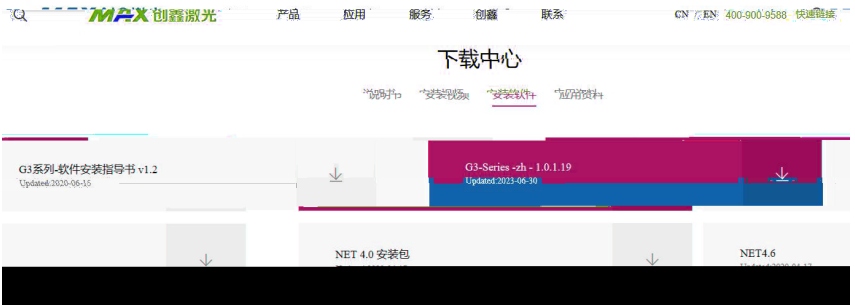 MAX 创鑫激光 产品 应用 服务 创鑫 联系 CN / EN 400-900-9588 快速链接
下载中心
说明书 安装视频 安装软件 应用资料
G3系列-软件安装指导书 v1.2
Updated:2020-06-15
G3-Series -zh - 1.0.1.19
Updated:2023-06-30
NET 4.0 安装包
NET4.6